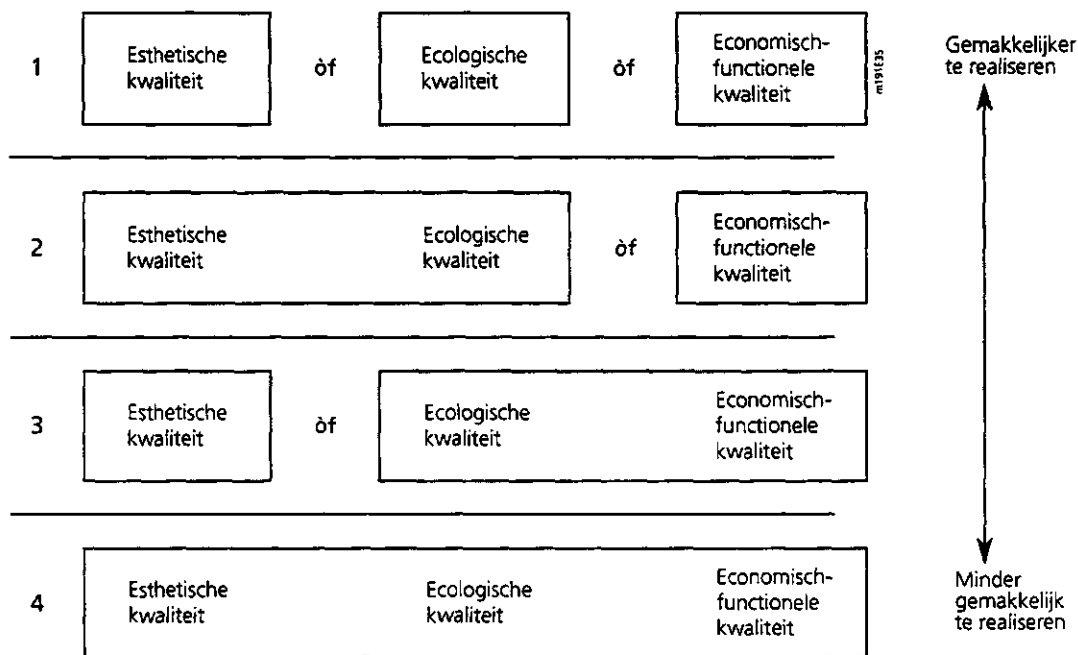 1
Esthetische
kwaliteit
òf
Ecologische
kwaliteit
òf
Economisch-
functionele
kwaliteit
m191E35
Gemakkelijker
te realiseren
2
Esthetische
kwaliteit
Ecologische
kwaliteit
òf
Economisch-
functionele
kwaliteit
3
Esthetische
kwaliteit
òf
Ecologische
kwaliteit
Economisch-
functionele
kwaliteit
4
Esthetische
kwaliteit
Ecologische
kwaliteit
Economisch-
functionele
kwaliteit
Minder
gemakkelijk
te realiseren